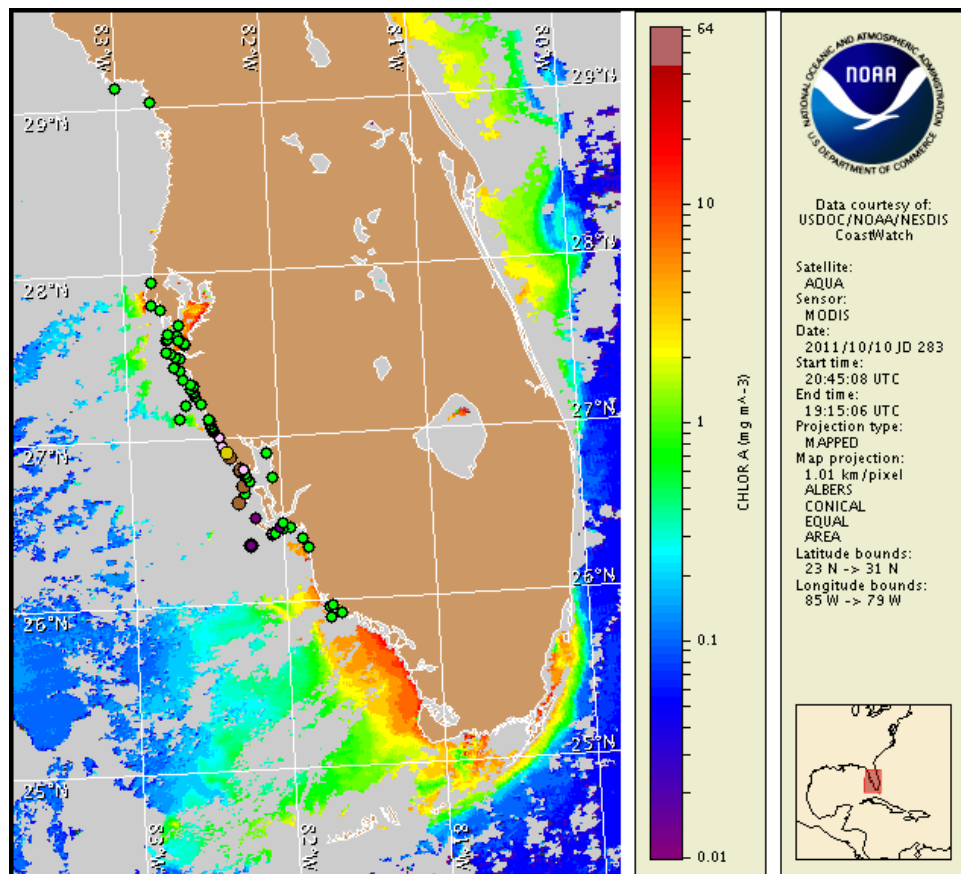 83°W
82°W
81°W
80°W
29°N
29°N
28°N
28°N
27°N
27°N
26°N
26°N
25°N
25°N
83°W
82°W
81°W
64
10
1
0.1
0.01
CHLORA (mg m^-3)
NATIONAL OCEANIC AND ATMOSPHERIC ADMINISTRATION
NOAA
U.S. DEPARTMENT OF COMMERCE
Data courtesy of:
USDOC/NOAA/NESDIS
CoastWatch
Satellite:
AQUA
Sensor:
MODIS
Date:
2011/10/10 JD 283
Start time:
20:45:08 UTC
End time:
19:15:06 UTC
Projection type:
MAPPED
Map projection:
1.01 km/pixel
ALBERS
CONICAL
EQUAL
AREA
Latitude bounds:
23 N -> 31 N
Longitude bounds:
85 W -> 79 W